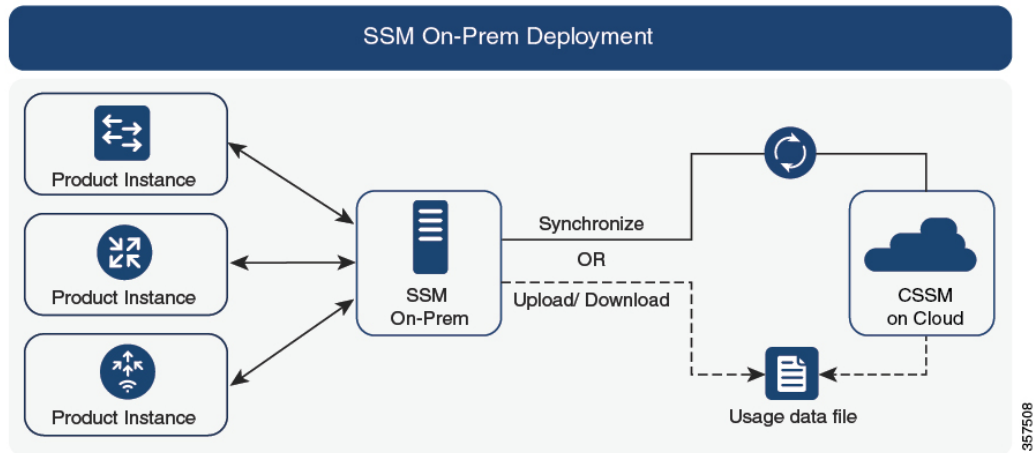 SSM On-Prem Deployment
Product Instance
Product Instance
Product Instance
SSM
On-Prem
Synchronize
OR
Upload/ Download
CSSM
on Cloud
Usage data file
357508